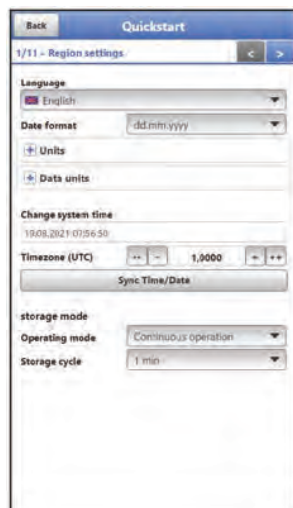 Back Quickstart
1/11 - Region settings < >
Language
English
Date format dd.mm.yyyy
+ Units
+ Data units
Change system time
19.08.2021 07:56:50
Timezone (UTC) -- - 1,0000 + ++
Sync Time/Date
storage mode
Operating mode Continuous operation
Storage cycle 1 min